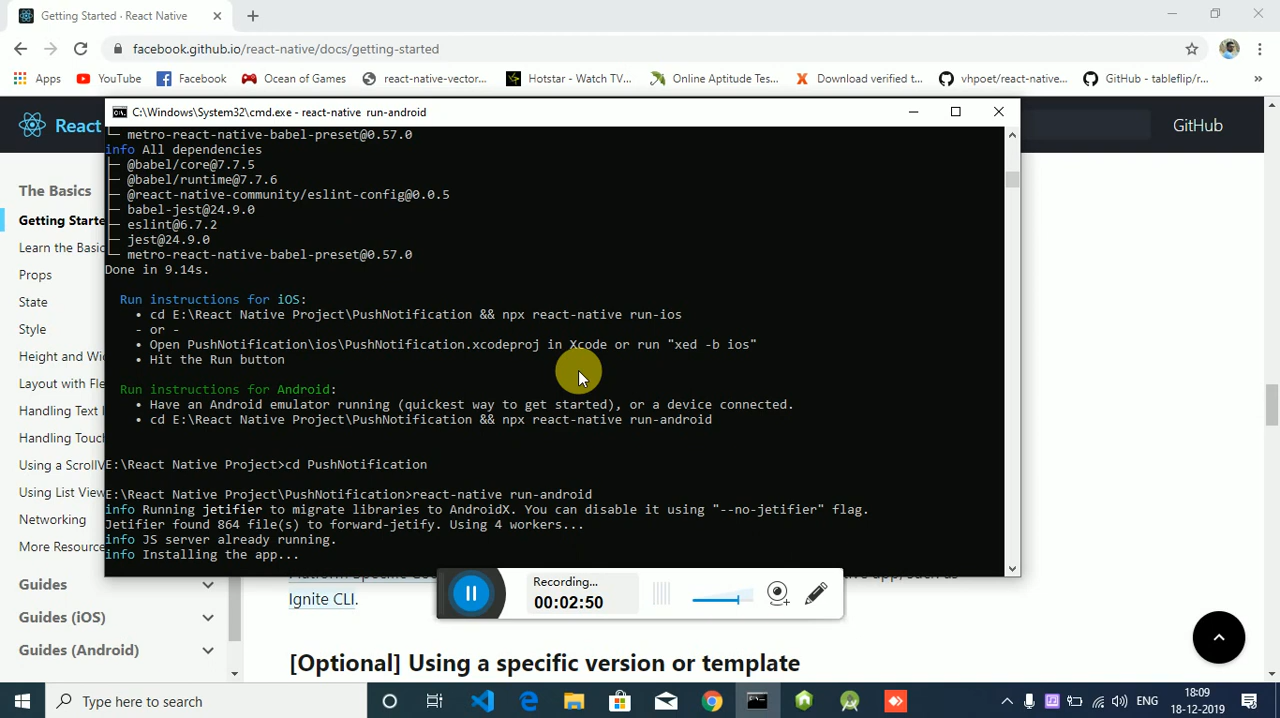 Getting Started · React Native
facebook.github.io/react-native/docs/getting-started
Apps
YouTube
Facebook
Ocean of Games
react-native-vector...
Hotstar - Watch TV...
Online Aptitude Tes...
Download verified t...
vhpoet/react-native...
GitHub - tableflip/r...
»
React
GitHub
C:\Windows\System32\cmd.exe - react-native run-android
The Basics
Getting Starte
Learn the Basic
Props
State
Style
Height and Wid
Layout with Fle
Handling Text I
Handling Touc
Using a ScrollV
Using List View
Networking
More Resource
Guides
Guides (iOS)
Guides (Android)
metro-react-native-babel-preset@0.57.0
info All dependencies
@babel/core@7.7.5
@babel/runtime@7.7.6
@react-native-community/eslint-config@0.0.5
babel-jest@24.9.0
eslint@6.7.2
jest@24.9.0
metro-react-native-babel-preset@0.57.0
Done in 9.14s.
Run instructions for iOS:
• cd E:\React Native Project\PushNotification && npx react-native run-ios
- or -
• Open PushNotification\ios\PushNotification.xcodeproj in Xcode or run "xed -b ios"
• Hit the Run button
Run instructions for Android:
• Have an Android emulator running (quickest way to get started), or a device connected.
• cd E:\React Native Project\PushNotification && npx react-native run-android
E:\React Native Project>cd PushNotification
E:\React Native Project\PushNotification>react-native run-android
info Running jetifier to migrate libraries to AndroidX. You can disable it using "--no-jetifier" flag.
Jetifier found 864 file(s) to forward-jetify. Using 4 workers...
info JS server already running.
info Installing the app...
Ignite CLI.
Recording...
00:02:50
[Optional] Using a specific version or template
Type here to search
ENG
18:09
18-12-2019